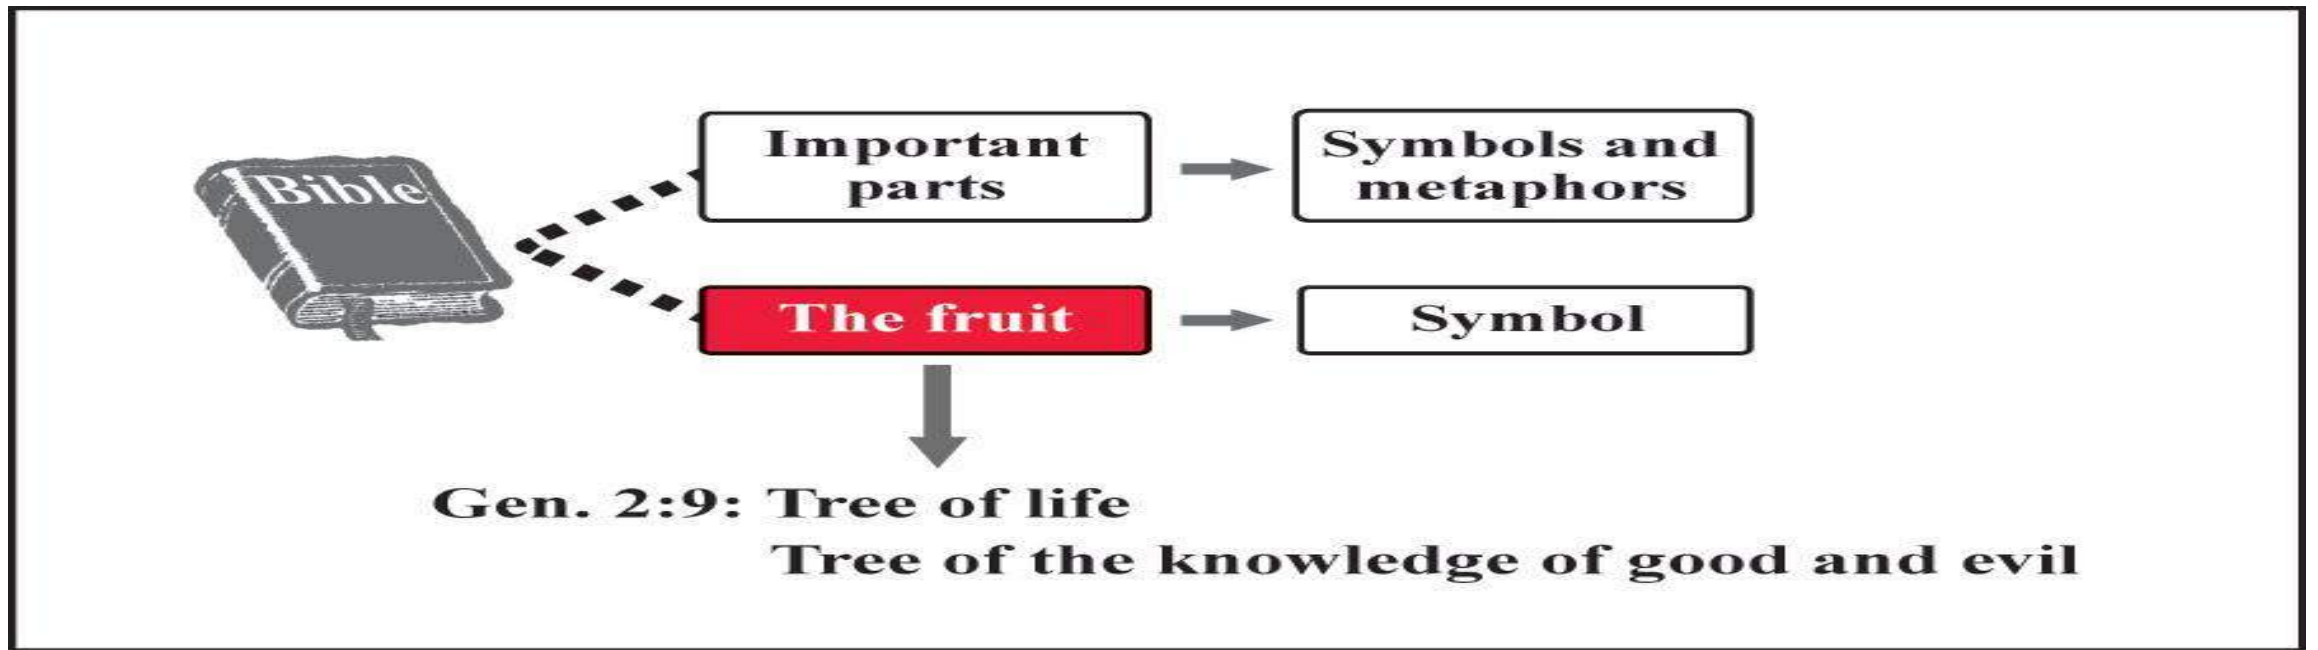 Bible
Important
parts
Symbols and
metaphors
The fruit
Symbol
Gen. 2:9: Tree of life
Tree of the knowledge of good and evil